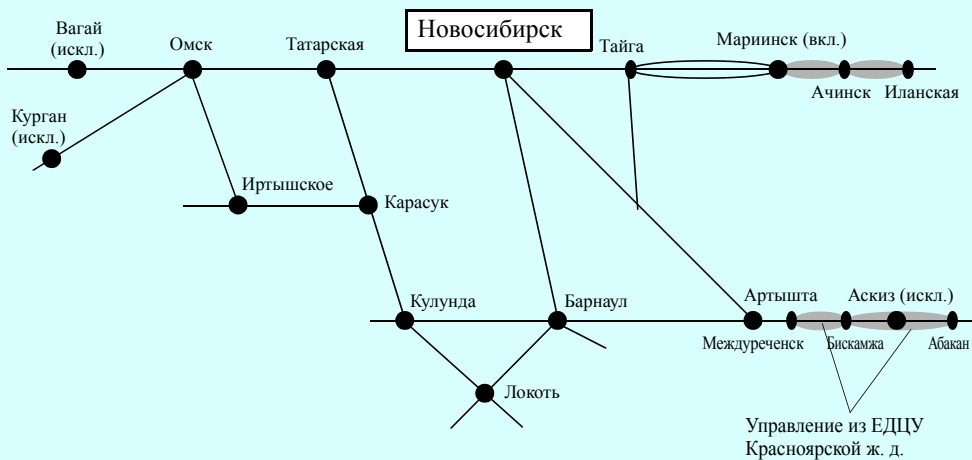 Новосибирск
Вагай
(искл.)
Омск
Татарская
Тайга
Мариинск (вкл.)
Ачинск
Иланская
Курган
(искл.)
Иртышское
Карасук
Кулунда
Барнаул
Артышта
Аскиз (искл.)
Междуреченск
Бискамжа
Абакан
Локоть
Управление из ЕДЦУ
Красноярской ж. д.